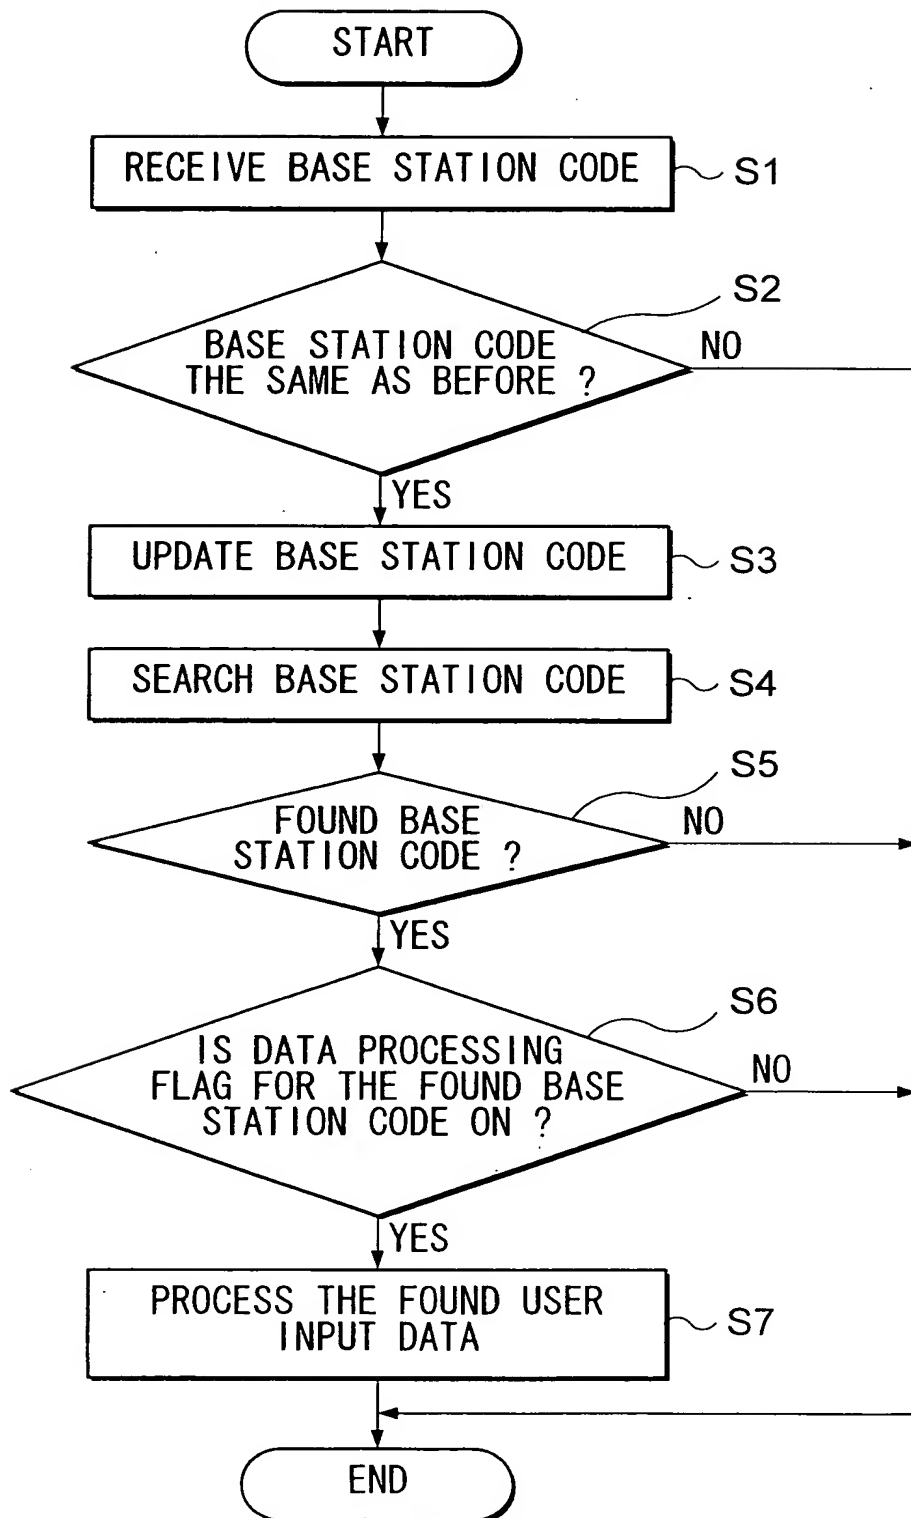 START
RECEIVE BASE STATION CODE
S1
S2
BASE STATION CODE
THE SAME AS BEFORE ?
NO
YES
UPDATE BASE STATION CODE
S3
SEARCH BASE STATION CODE
S4
S5
FOUND BASE
STATION CODE ?
NO
YES
S6
IS DATA PROCESSING
FLAG FOR THE FOUND BASE
STATION CODE ON ?
NO
YES
PROCESS THE FOUND USER
INPUT DATA
S7
END